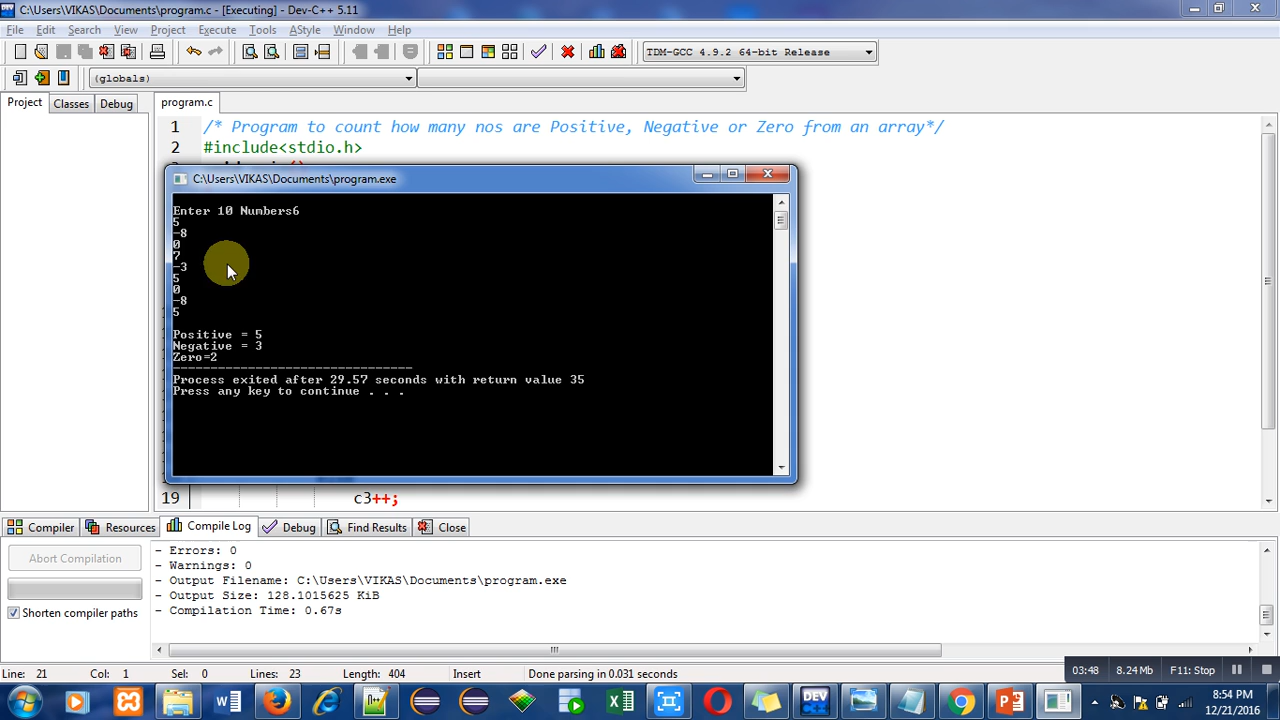 C:\Users\VIKAS\Documents\program.c - [Executing] - Dev-C++ 5.11
File Edit Search View Project Execute Tools AStyle Window Help
TDM-GCC 4.9.2 64-bit Release
(globals)
Project Classes Debug
program.c
1 /* Program to count how many nos are Positive, Negative or Zero from an array*/
2 #include<stdio.h>
C:\Users\VIKAS\Documents\program.exe
Enter 10 Numbers6
5
-8
0
7
-3
5
0
-8
5
Positive = 5
Negative = 3
Zero=2
--------------------------------
Process exited after 29.57 seconds with return value 35
Press any key to continue . . .
19 c3++;
Compiler Resources Compile Log Debug Find Results Close
Abort Compilation
Shorten compiler paths
- Errors: 0
- Warnings: 0
- Output Filename: C:\Users\VIKAS\Documents\program.exe
- Output Size: 128.1015625 KiB
- Compilation Time: 0.67s
Line: 21 Col: 1 Sel: 0 Lines: 23 Length: 404 Insert Done parsing in 0.031 seconds
03:48 8.24 Mb F11: Stop
8:54 PM
12/21/2016